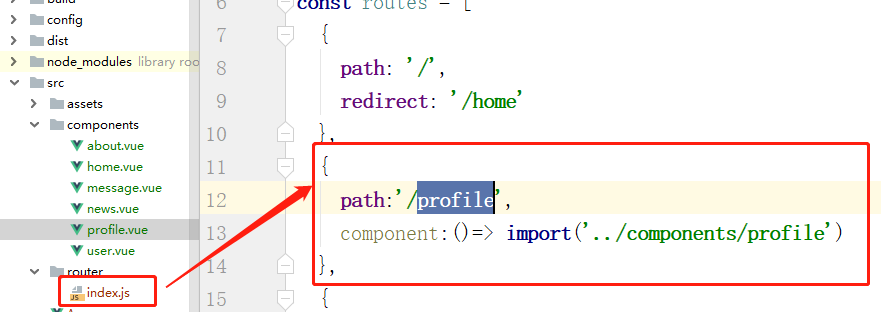 build
config
dist
node_modules library roo
src
assets
components
about.vue
home.vue
message.vue
news.vue
profile.vue
user.vue
router
index.js
6 const routes = [
7 {
8 path: '/',
9 redirect: '/home'
10 },
11 {
12 path:'/profile',
13 component:()=> import('../components/profile')
14 },
15 {